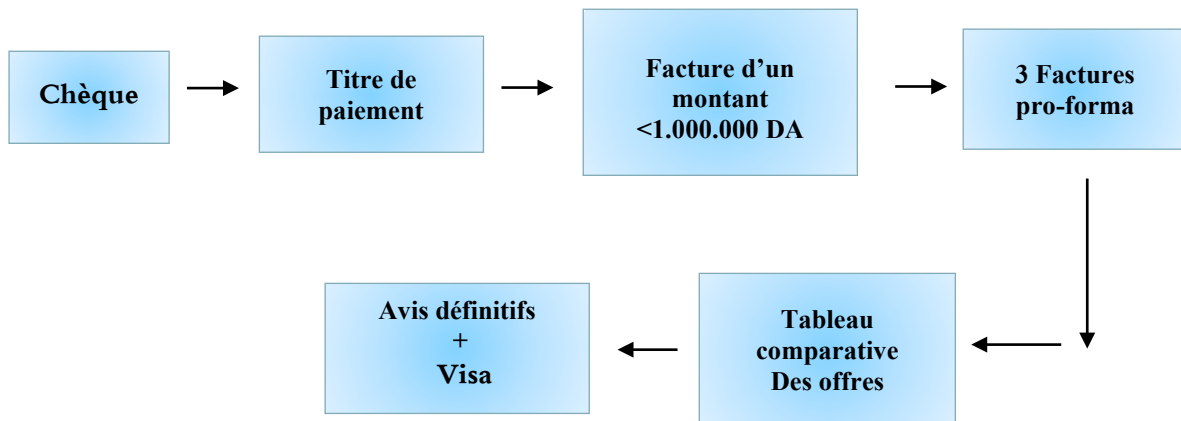 Chèque
Titre de
paiement
Facture d’un
montant
<1.000.000 DA
3 Factures
pro-forma
Tableau
comparative
Des offres
Avis définitifs
+
Visa